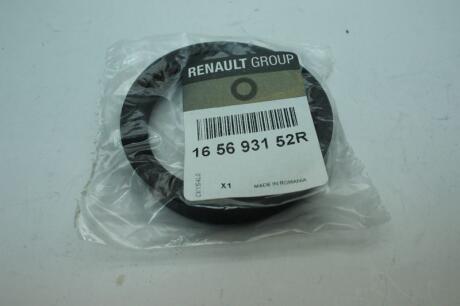 RENAULT GROUP
16 56 931 52R
X1 MADE IN ROMANIA